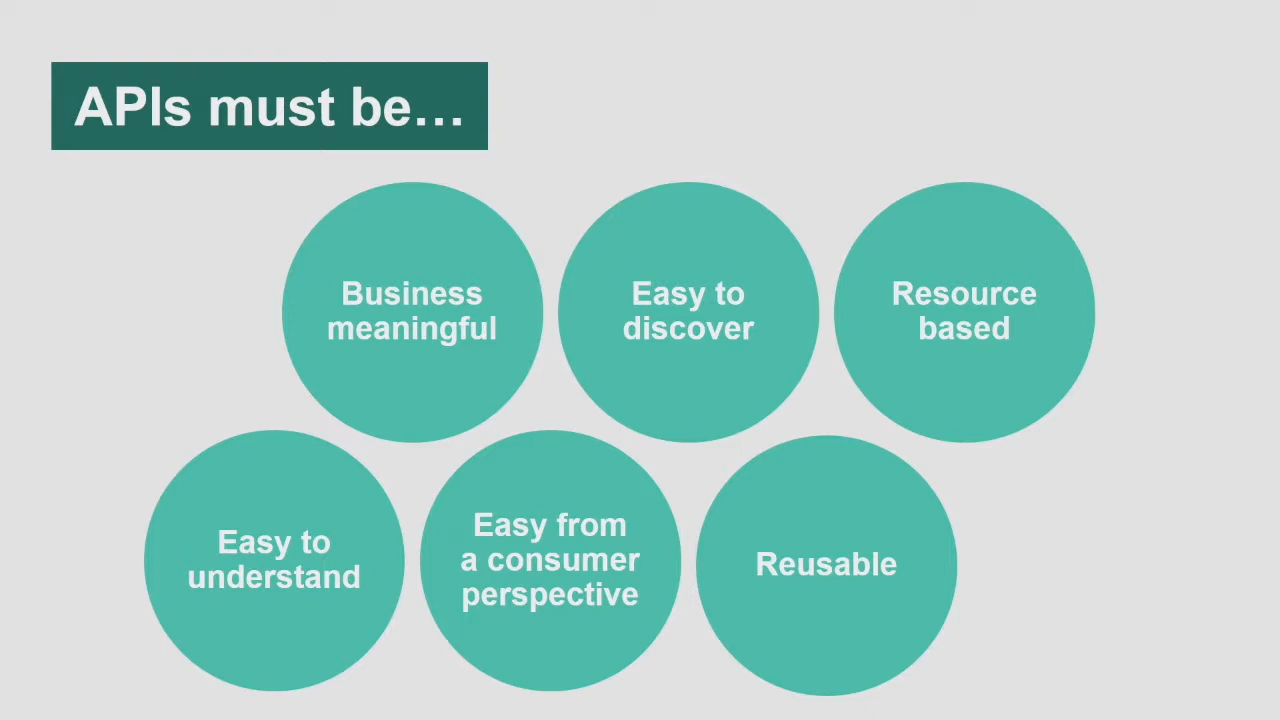 APIs must be…
Business
meaningful
Easy to
discover
Resource
based
Easy to
understand
Easy from
a consumer
perspective
Reusable